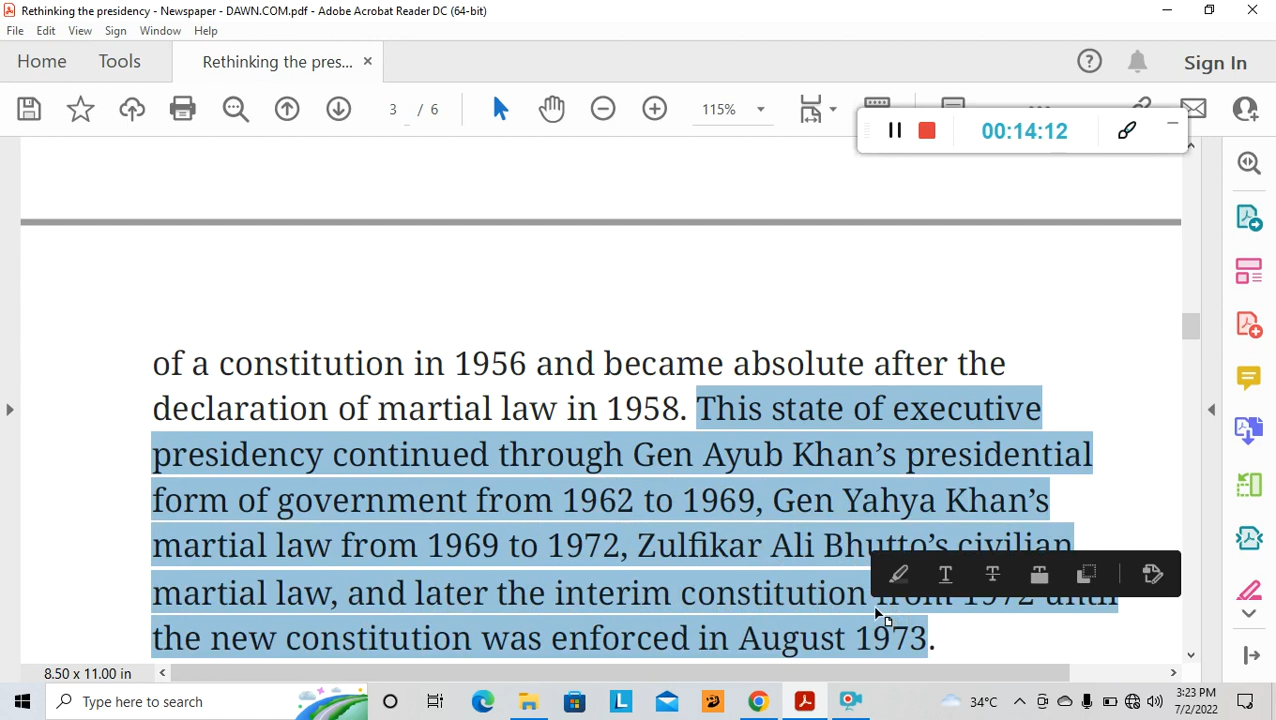 Rethinking the presidency - Newspaper - DAWN.COM.pdf - Adobe Acrobat Reader DC (64-bit)
File Edit View Sign Window Help
Home Tools Rethinking the pres... × Sign In
3 / 6 115% 00:14:12
of a constitution in 1956 and became absolute after the
declaration of martial law in 1958. This state of executive
presidency continued through Gen Ayub Khan’s presidential
form of government from 1962 to 1969, Gen Yahya Khan’s
martial law from 1969 to 1972, Zulfikar Ali Bhutto’s civilian
martial law, and later the interim constitution from 1972 until
the new constitution was enforced in August 1973.
8.50 x 11.00 in
Type here to search 34°C 3:23 PM
7/2/2022